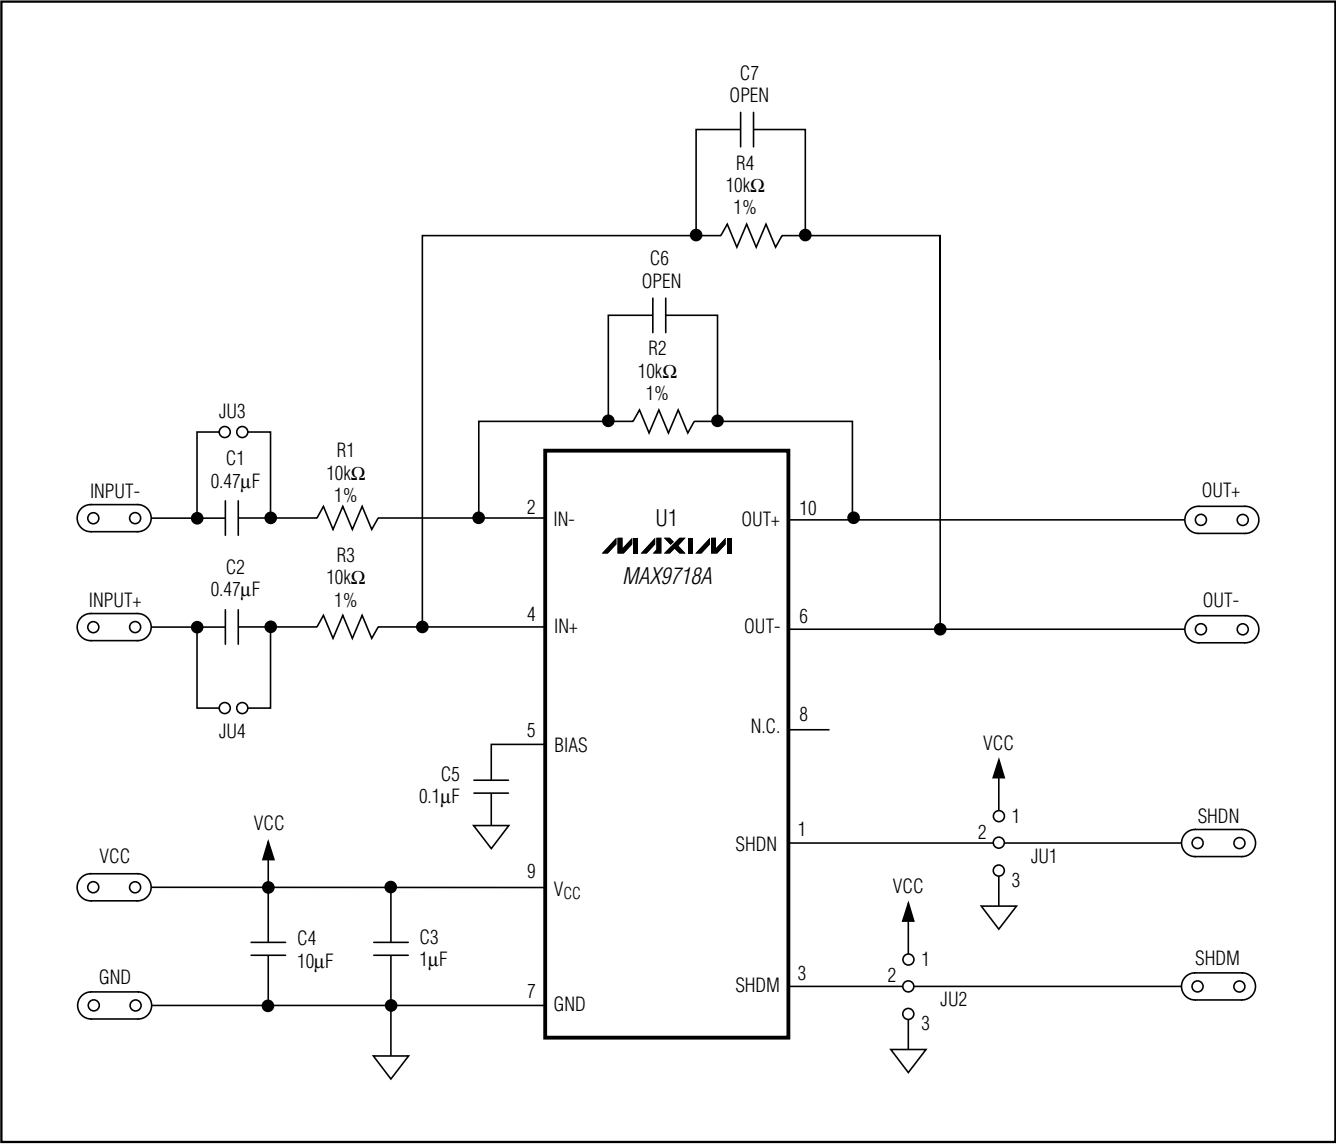 C7
OPEN
R4
10kΩ
1%
C6
OPEN
R2
10kΩ
1%
JU3
C1
0.47µF
R1
10kΩ
1%
INPUT-
2
IN-
U1
MAXIM
MAX9718A
OUT+
10
OUT+
C2
0.47µF
R3
10kΩ
1%
INPUT+
4
IN+
OUT-
6
OUT-
JU4
5
BIAS
N.C.
8
C5
0.1µF
VCC
1
2
3
JU1
SHDN
1
SHDN
VCC
VCC
9
VCC
C4
10µF
C3
1µF
GND
7
GND
VCC
1
2
3
JU2
SHDM
3
SHDM